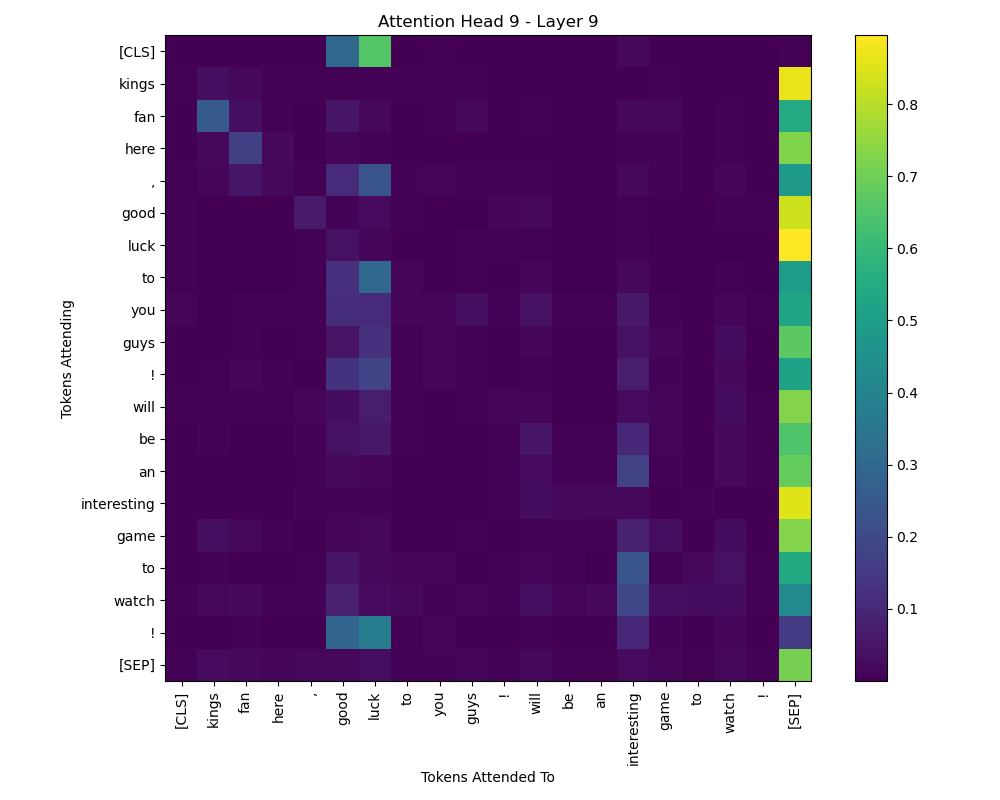 Attention Head 9 - Layer 9
[CLS]
kings
fan
here
,
good
luck
to
you
guys
!
will
be
an
interesting
game
to
watch
!
[SEP]
Tokens Attending
[CLS]
kings
fan
here
,
good
luck
to
you
guys
!
will
be
an
interesting
game
to
watch
!
[SEP]
Tokens Attended To
0.8
0.7
0.6
0.5
0.4
0.3
0.2
0.1